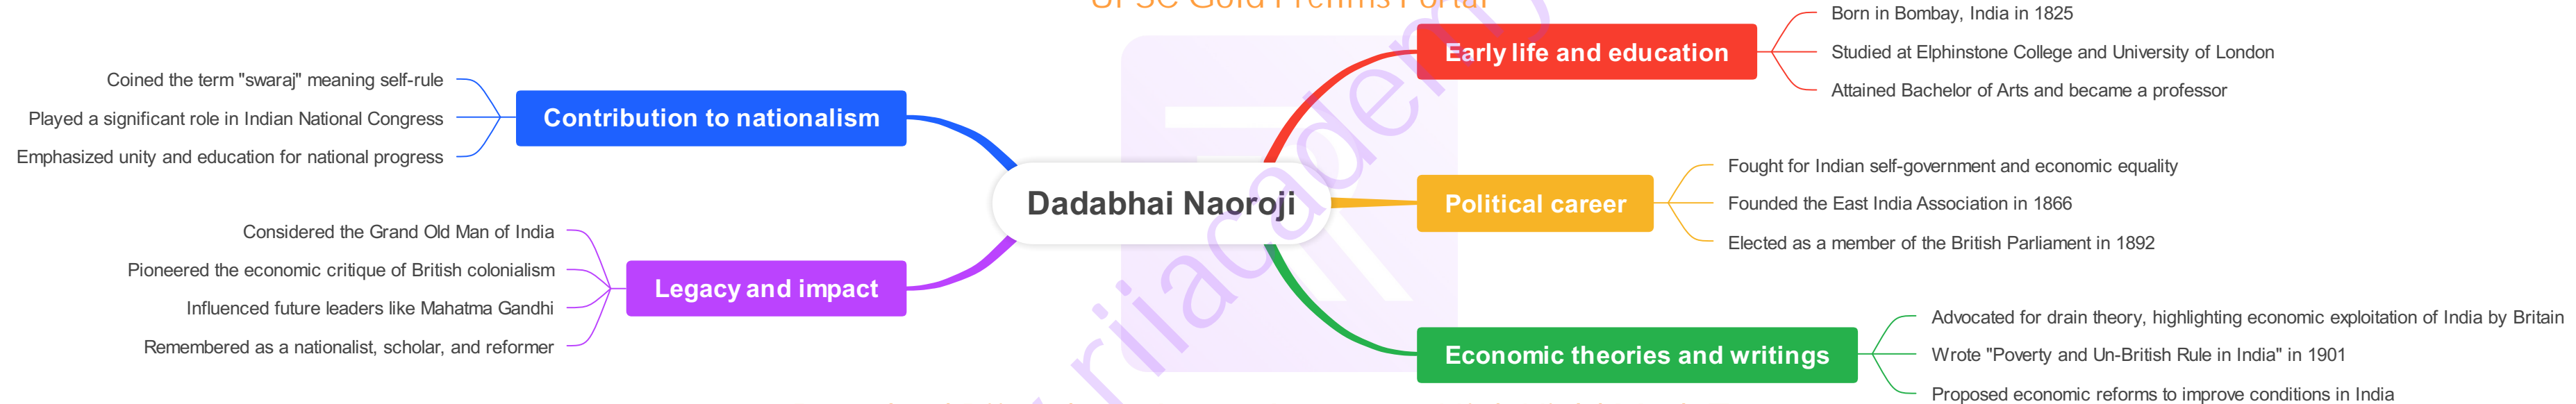 UPSC Gold Prelims Portal
Dadabhai Naoroji
Early life and education
Born in Bombay, India in 1825
Studied at Elphinstone College and University of London
Attained Bachelor of Arts and became a professor
Political career
Fought for Indian self-government and economic equality
Founded the East India Association in 1866
Elected as a member of the British Parliament in 1892
Economic theories and writings
Advocated for drain theory, highlighting economic exploitation of India by Britain
Wrote "Poverty and Un-British Rule in India" in 1901
Proposed economic reforms to improve conditions in India
Contribution to nationalism
Coined the term "swaraj" meaning self-rule
Played a significant role in Indian National Congress
Emphasized unity and education for national progress
Legacy and impact
Considered the Grand Old Man of India
Pioneered the economic critique of British colonialism
Influenced future leaders like Mahatma Gandhi
Remembered as a nationalist, scholar, and reformer